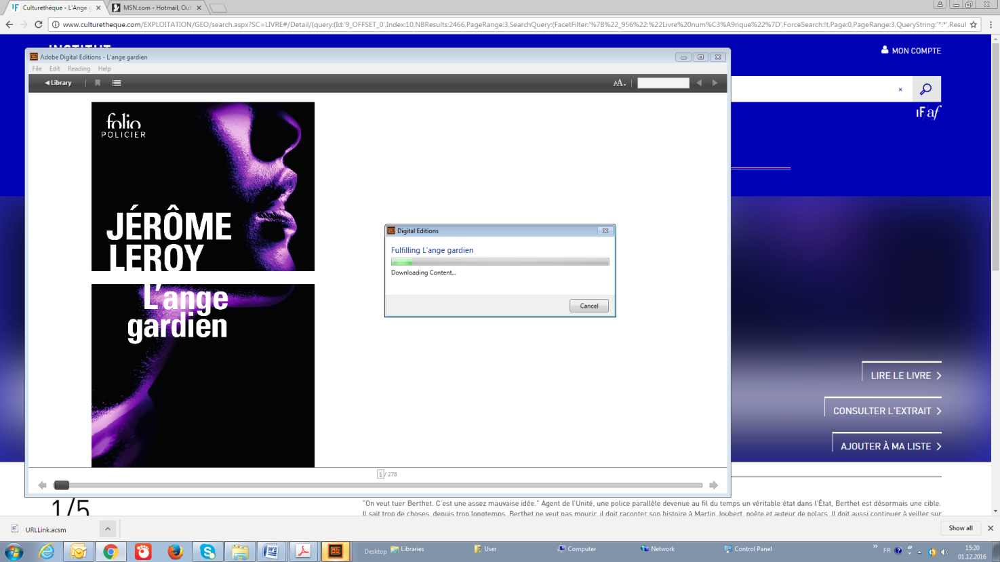 Culturethèque - L'Ange g
MSN.com - Hotmail, Out
www.culturetheque.com/EXPLOITATION/GEO/search.aspx?SC=LIVRE#/Detail/(query:(Id:'9_OFFSET_0',Index:10,NBResults:2466,PageRange:3,SearchQuery:(FacetFilter:'%7B%22_956%22:%22Livre%20num%C3%A9rique%22%7D',ForceSearch:!t,Page:0,PageRange:3,QueryString:'*:*',Resul
MON COMPTE
Adobe Digital Editions - L'ange gardien
File Edit Reading Help
Library
AA
IF/af
folio
POLICIER
JÉRÔME
LEROY
L'ange
gardien
Digital Editions
Fulfilling L'ange gardien
Downloading Content...
Cancel
LIRE LE LIVRE >
CONSULTER L'EXTRAIT >
AJOUTER À MA LISTE >
1 / 278
1/5
"On veut tuer Berthet. C'est une assez mauvaise idée." Agent de l'Unité, une police parallèle devenue au fil du temps un véritable état dans l'État, Berthet est désormais une cible.
Il sait trop de choses, depuis trop longtemps. Berthet ne veut pas mourir, il doit raconter son histoire à Martin Joubert, poète et auteur de polars. Il doit aussi continuer à veiller sur
URLLink.acsm
Show all
Desktop Libraries User Computer Network Control Panel
FR
15:20
01.12.2016